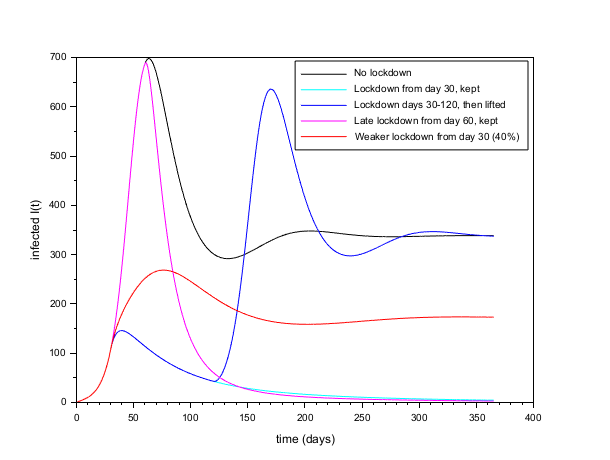 No lockdown
Lockdown from day 30, kept
Lockdown days 30-120, then lifted
Late lockdown from day 60, kept
Weaker lockdown from day 30 (40%)
infected I(t)
700
600
500
400
300
200
100
0
0 50 100 150 200 250 300 350 400
time (days)